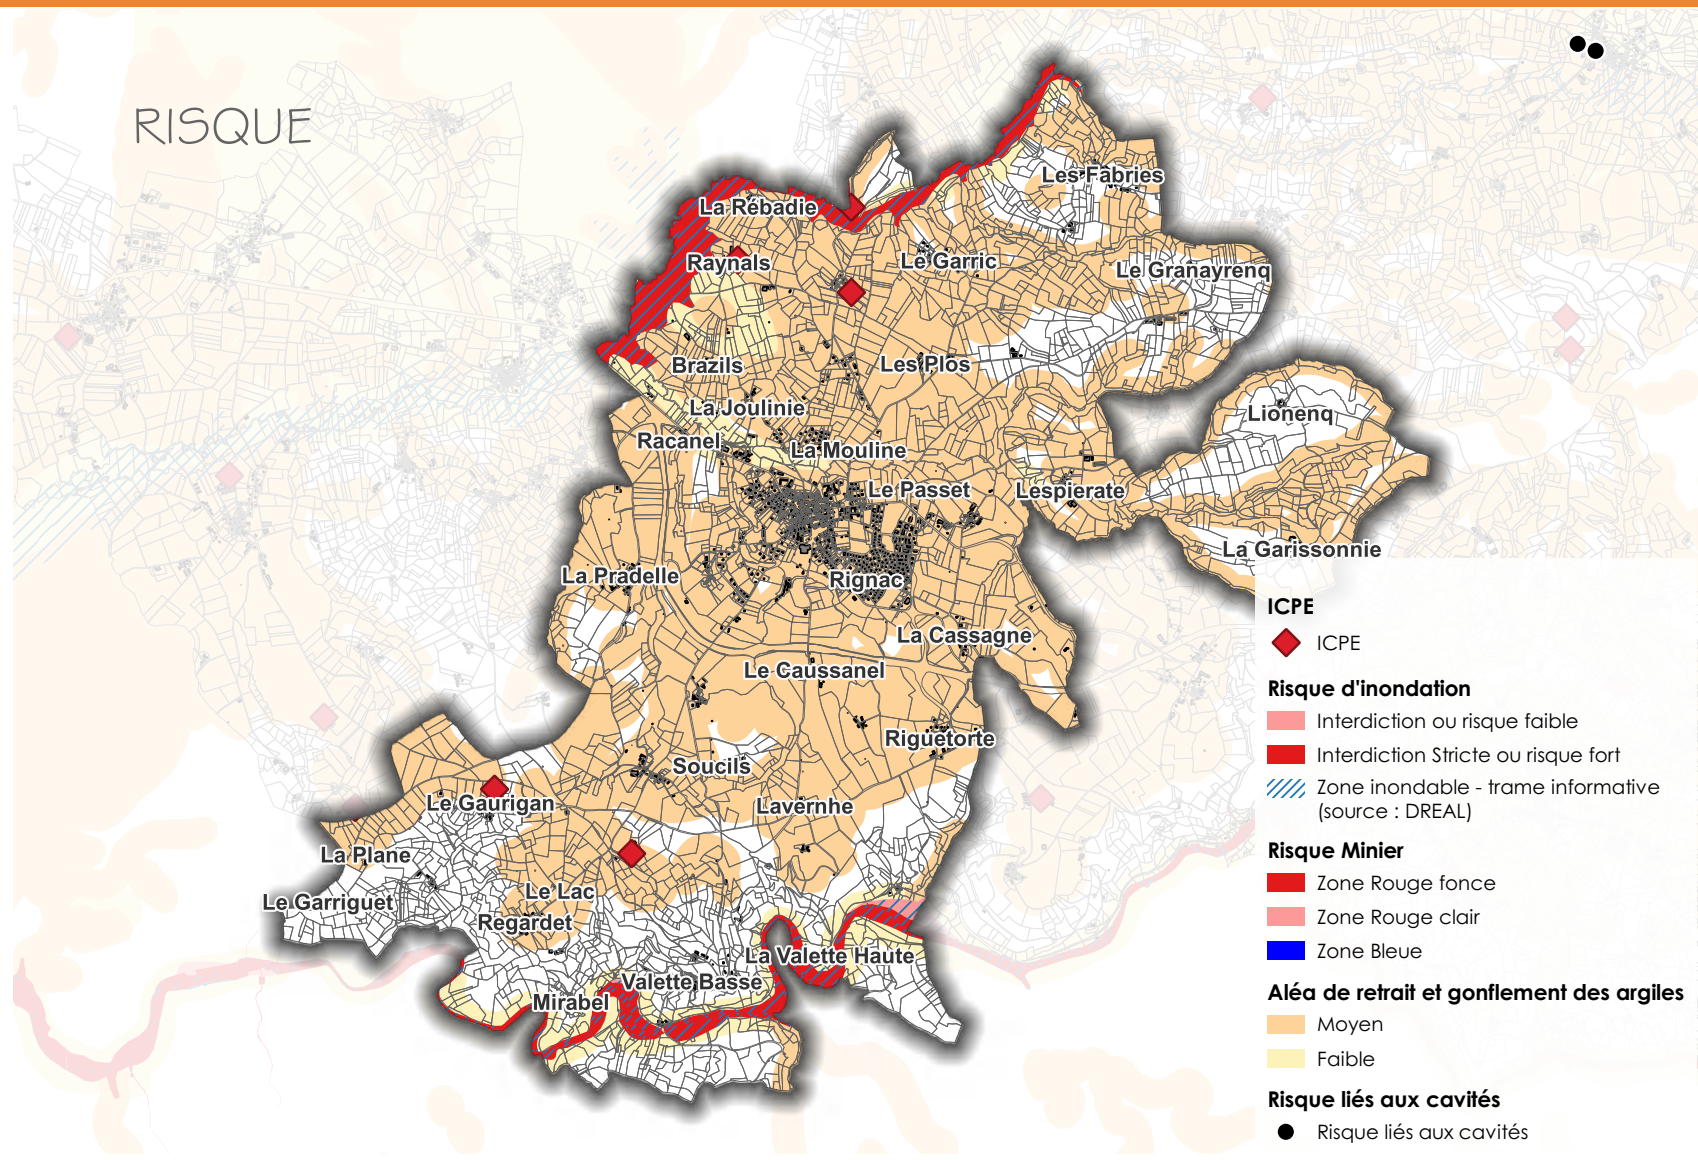 RISQUE
Les Fabries
La Rébadie
Raynals
Le Garric
Le Granayrenq
Brazils
Les Plos
La Joulinie
Lionenq
Racanel
La Mouline
Le Passet
Lespierate
La Garissonnie
La Pradelle
Rignac
La Cassagne
Le Caussanel
Riguetorte
Soucils
Le Gaurigan
Lavernhe
La Plane
Le Lac
Le Garriguet
Regardet
La Valette Haute
Valette Basse
Mirabel
ICPE
ICPE
Risque d'inondation
Interdiction ou risque faible
Interdiction Stricte ou risque fort
Zone inondable - trame informative
(source : DREAL)
Risque Minier
Zone Rouge fonce
Zone Rouge clair
Zone Bleue
Aléa de retrait et gonflement des argiles
Moyen
Faible
Risque liés aux cavités
Risque liés aux cavités